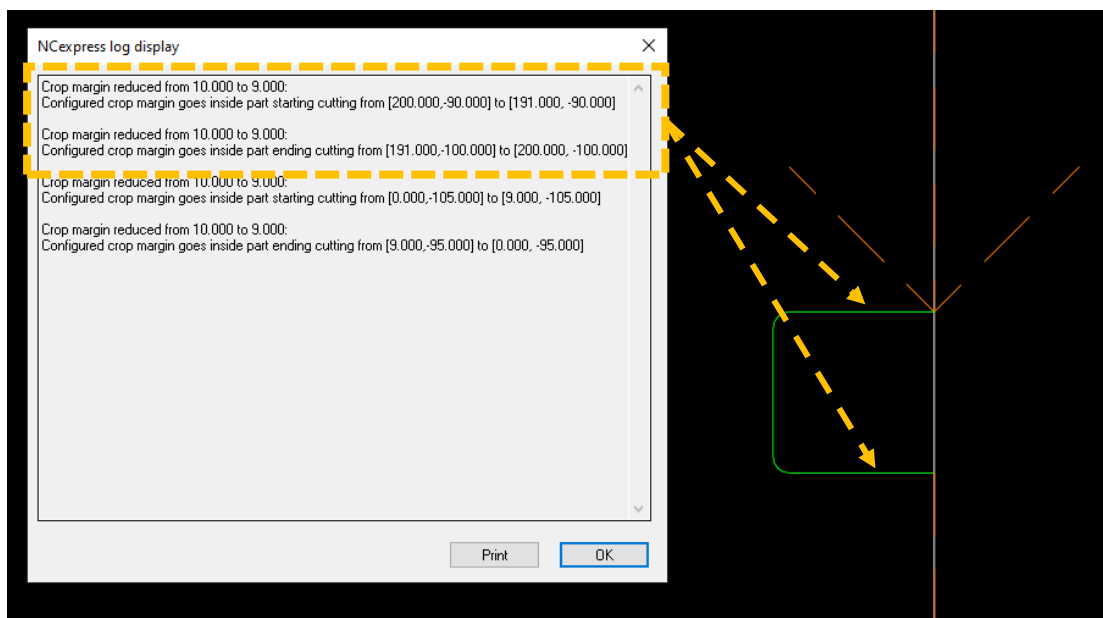 NCexpress log display
Crop margin reduced from 10.000 to 9.000:
Configured crop margin goes inside part starting cutting from [200.000,-90.000] to [191.000, -90.000]
Crop margin reduced from 10.000 to 9.000:
Configured crop margin goes inside part ending cutting from [191.000,-100.000] to [200.000, -100.000]
Crop margin reduced from 10.000 to 9.000:
Configured crop margin goes inside part starting cutting from [0.000,-105.000] to [9.000, -105.000]
Crop margin reduced from 10.000 to 9.000:
Configured crop margin goes inside part ending cutting from [9.000,-95.000] to [0.000, -95.000]
Print
OK